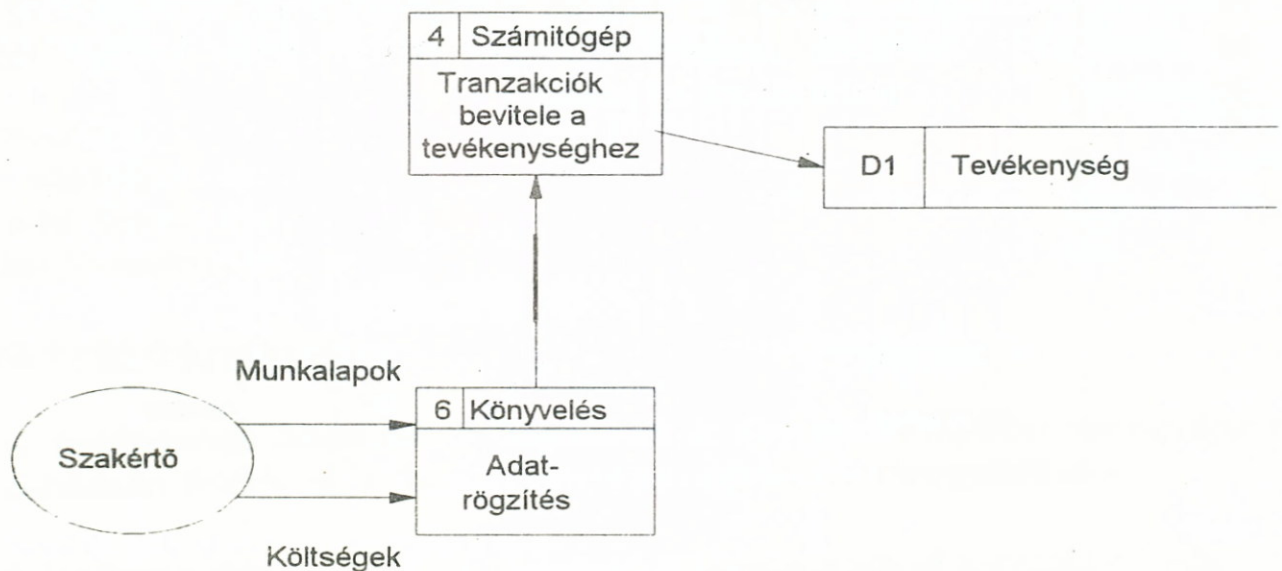 4 Számitógép
Tranzakciók
bevitele a
tevékenységhez
D1 Tevékenység
Munkalapok
6 Könyvelés
Szakértõ
Adat-
rögzítés
Költségek